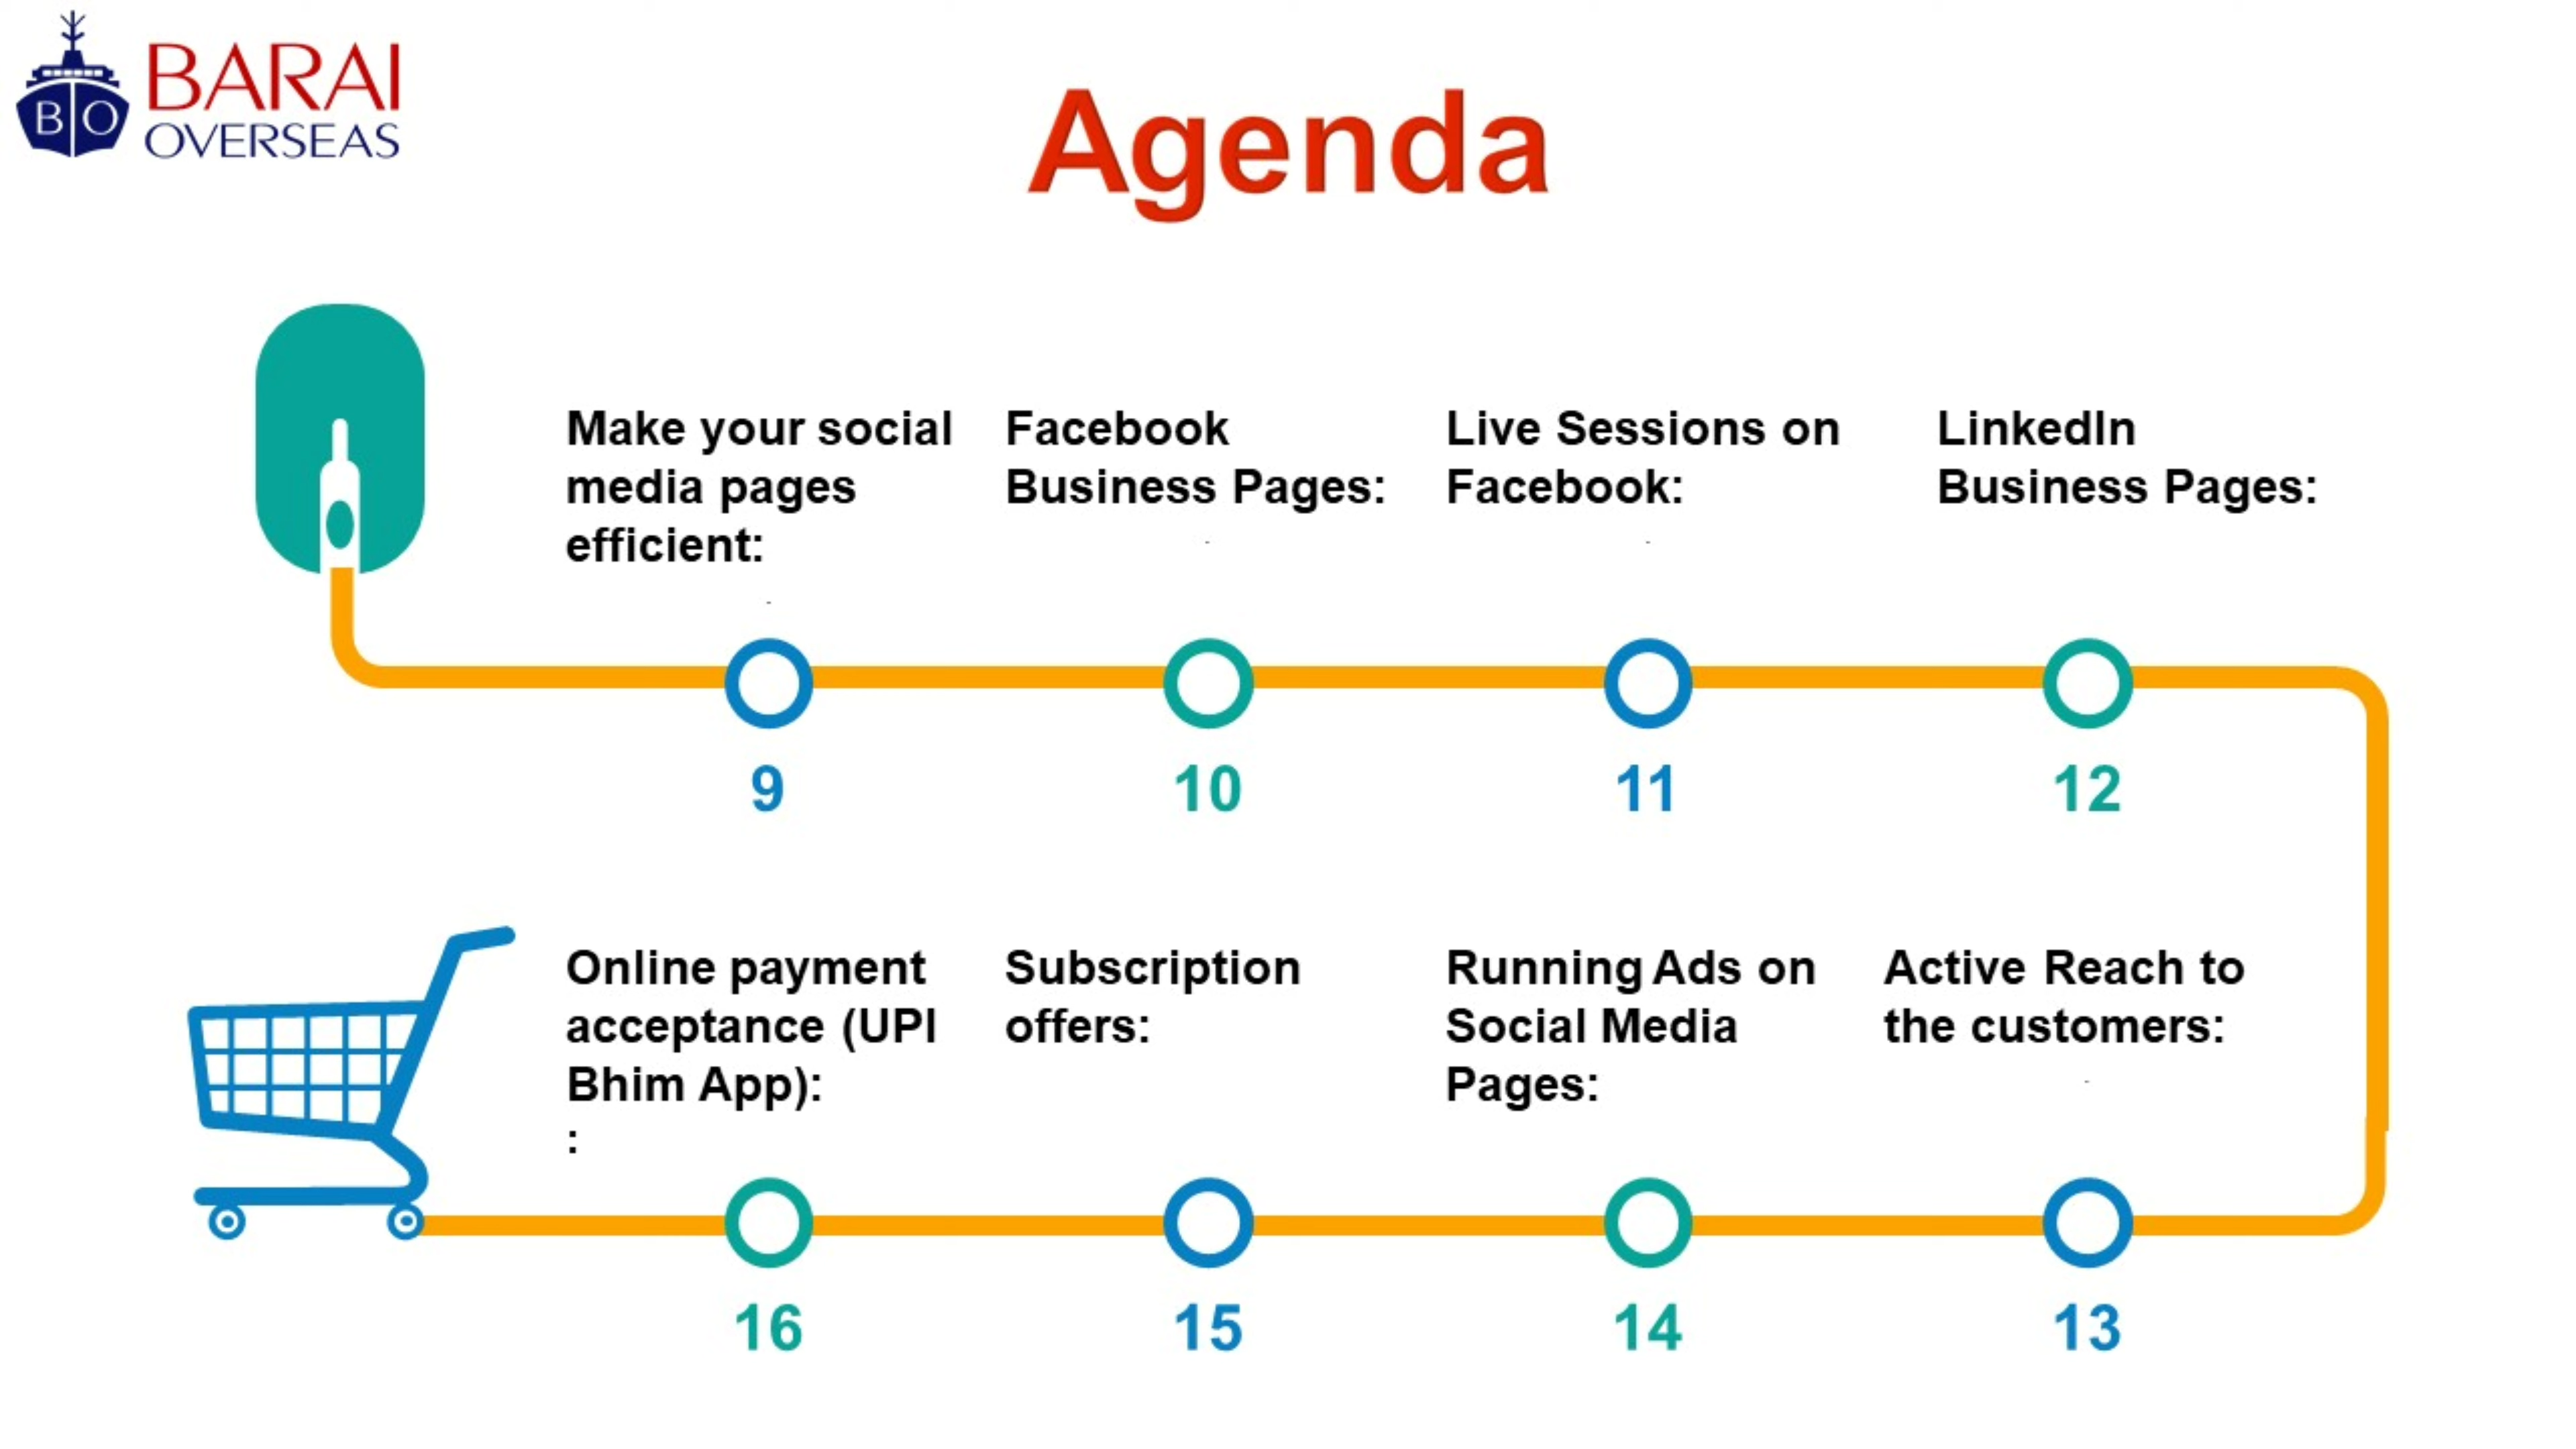 BARAI
OVERSEAS
B O
Agenda
Make your social
media pages
efficient:
Facebook
Business Pages:
Live Sessions on
Facebook:
LinkedIn
Business Pages:
9
10
11
12
Online payment
acceptance (UPI
Bhim App):
:
Subscription
offers:
Running Ads on
Social Media
Pages:
Active Reach to
the customers:
16
15
14
13